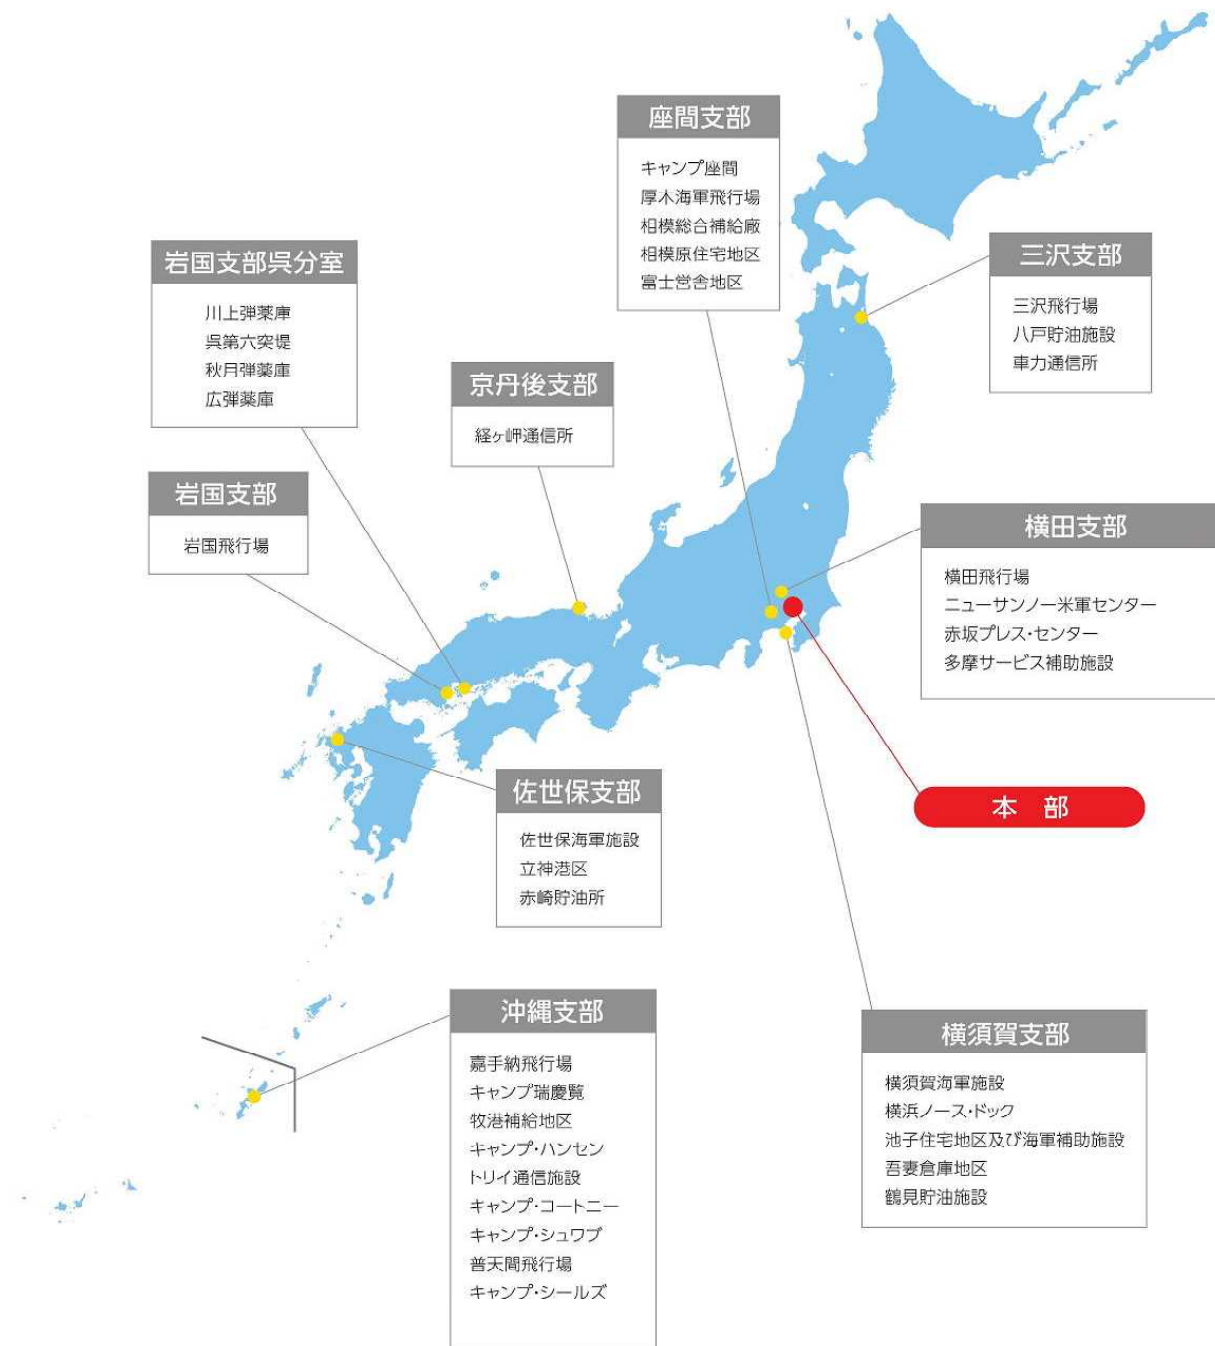 座間支部
キャンプ座間
厚木海軍飛行場
相模総合補給廠
相模原住宅地区
富士営舎地区
三沢支部
三沢飛行場
八戸貯油施設
車力通信所
岩国支部呉分室
川上弾薬庫
呉第六突堤
秋月弾薬庫
広弾薬庫
京丹後支部
経ヶ岬通信所
岩国支部
岩国飛行場
横田支部
横田飛行場
ニューサンノー米軍センター
赤坂プレス・センター
多摩サービス補助施設
本 部
佐世保支部
佐世保海軍施設
立神港区
赤崎貯油所
沖縄支部
嘉手納飛行場
キャンプ瑞慶覧
牧港補給地区
キャンプ・ハンセン
トリイ通信施設
キャンプ・コートニー
キャンプ・シュワブ
普天間飛行場
キャンプ・シールズ
横須賀支部
横須賀海軍施設
横浜ノース・ドック
池子住宅地区及び海軍補助施設
吾妻倉庫地区
鶴見貯油施設